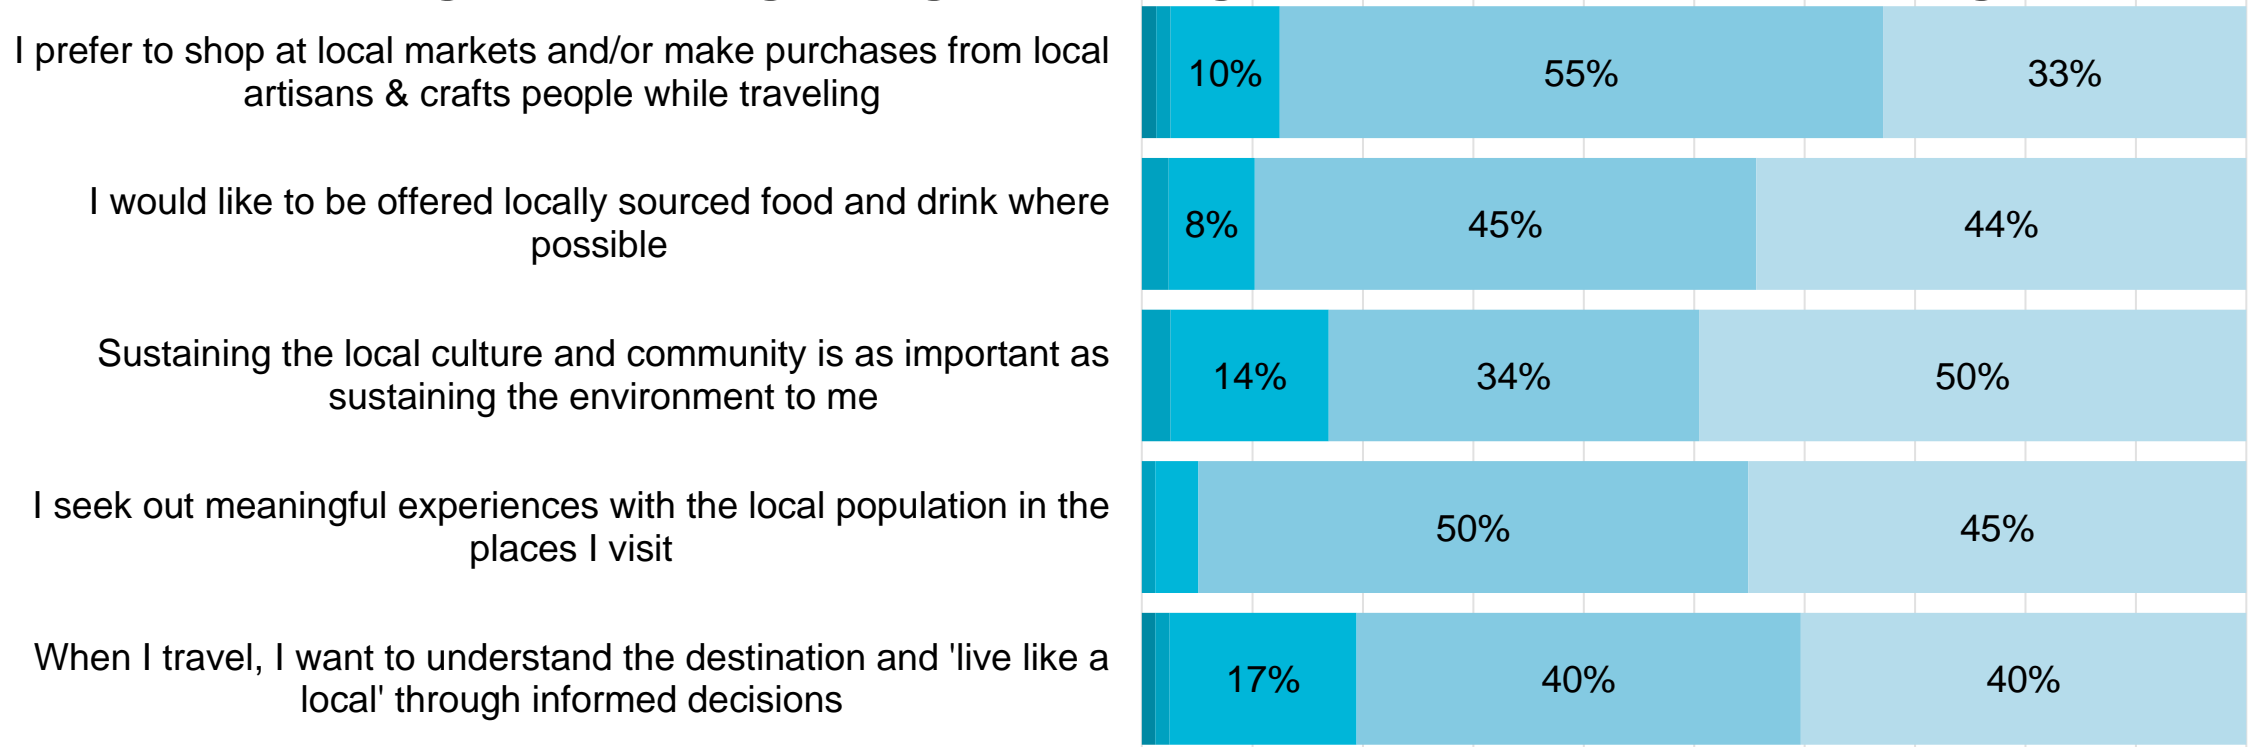 I prefer to shop at local markets and/or make purchases from local
artisans & crafts people while traveling
10%
55%
33%
I would like to be offered locally sourced food and drink where
possible
8%
45%
44%
Sustaining the local culture and community is as important as
sustaining the environment to me
14%
34%
50%
I seek out meaningful experiences with the local population in the
places I visit
50%
45%
When I travel, I want to understand the destination and 'live like a
local' through informed decisions
17%
40%
40%